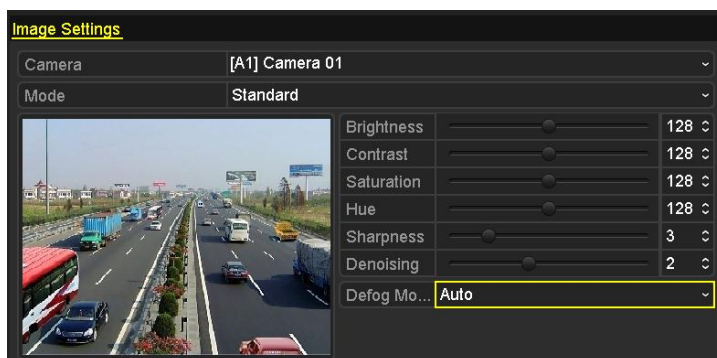 Image Settings
Camera [A1] Camera 01
Mode Standard
Brightness 128
Contrast 128
Saturation 128
Hue 128
Sharpness 3
Denoising 2
Defog Mo... Auto